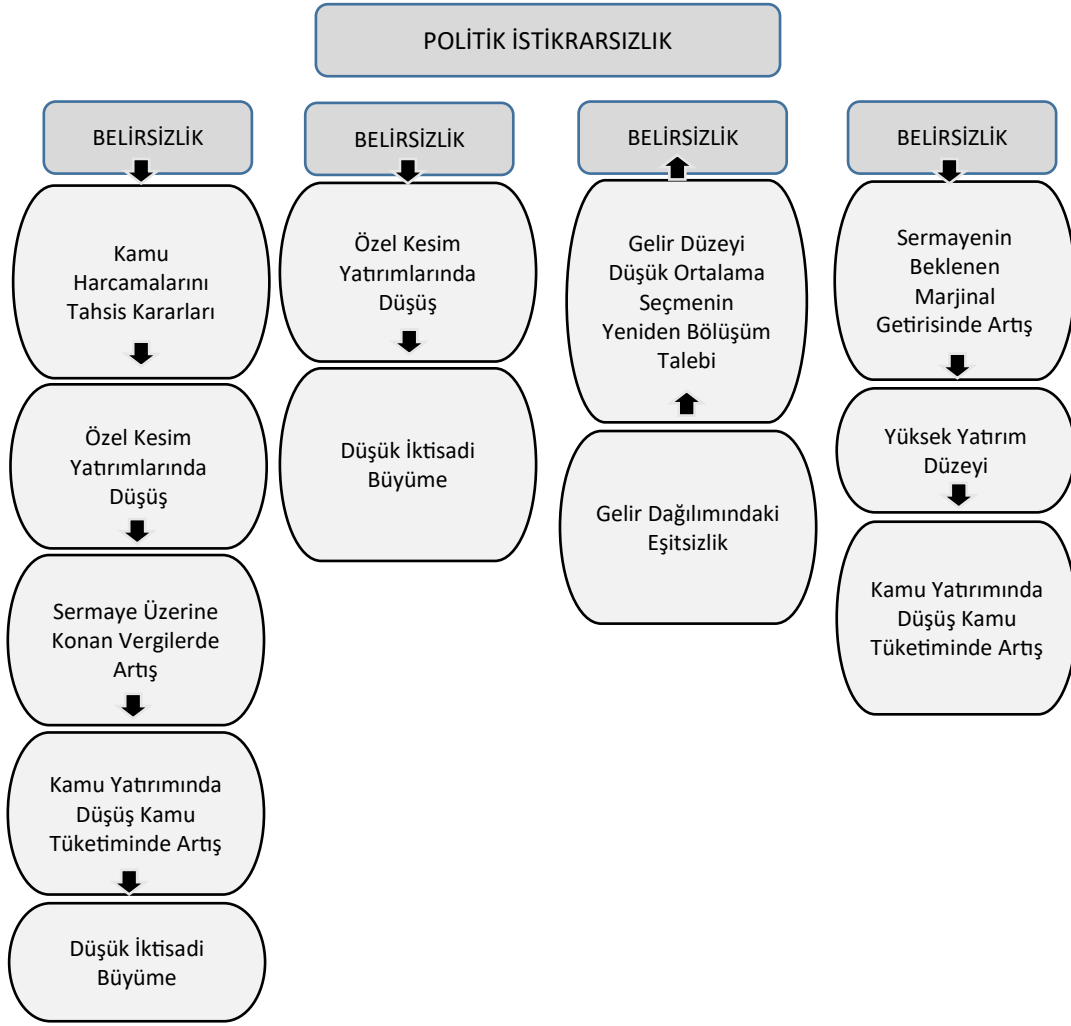 POLİTİK İSTİKRARSIZLIK
BELİRSİZLİK
Kamu
Harcamalarını
Tahsis Kararları
Özel Kesim
Yatırımlarında
Düşüş
Sermaye Üzerine
Konan Vergilerde
Artış
Kamu Yatırımında
Düşüş Kamu
Tüketiminde Artış
Düşük İktisadi
Büyüme
BELİRSİZLİK
Özel Kesim
Yatırımlarında
Düşüş
Düşük İktisadi
Büyüme
BELİRSİZLİK
Gelir Düzeyi
Düşük Ortalama
Seçmenin
Yeniden Bölüşüm
Talebi
Gelir Dağılımındaki
Eşitsizlik
BELİRSİZLİK
Sermayenin
Beklenen
Marjinal
Getirisinde Artış
Yüksek Yatırım
Düzeyi
Kamu Yatırımında
Düşüş Kamu
Tüketiminde Artış